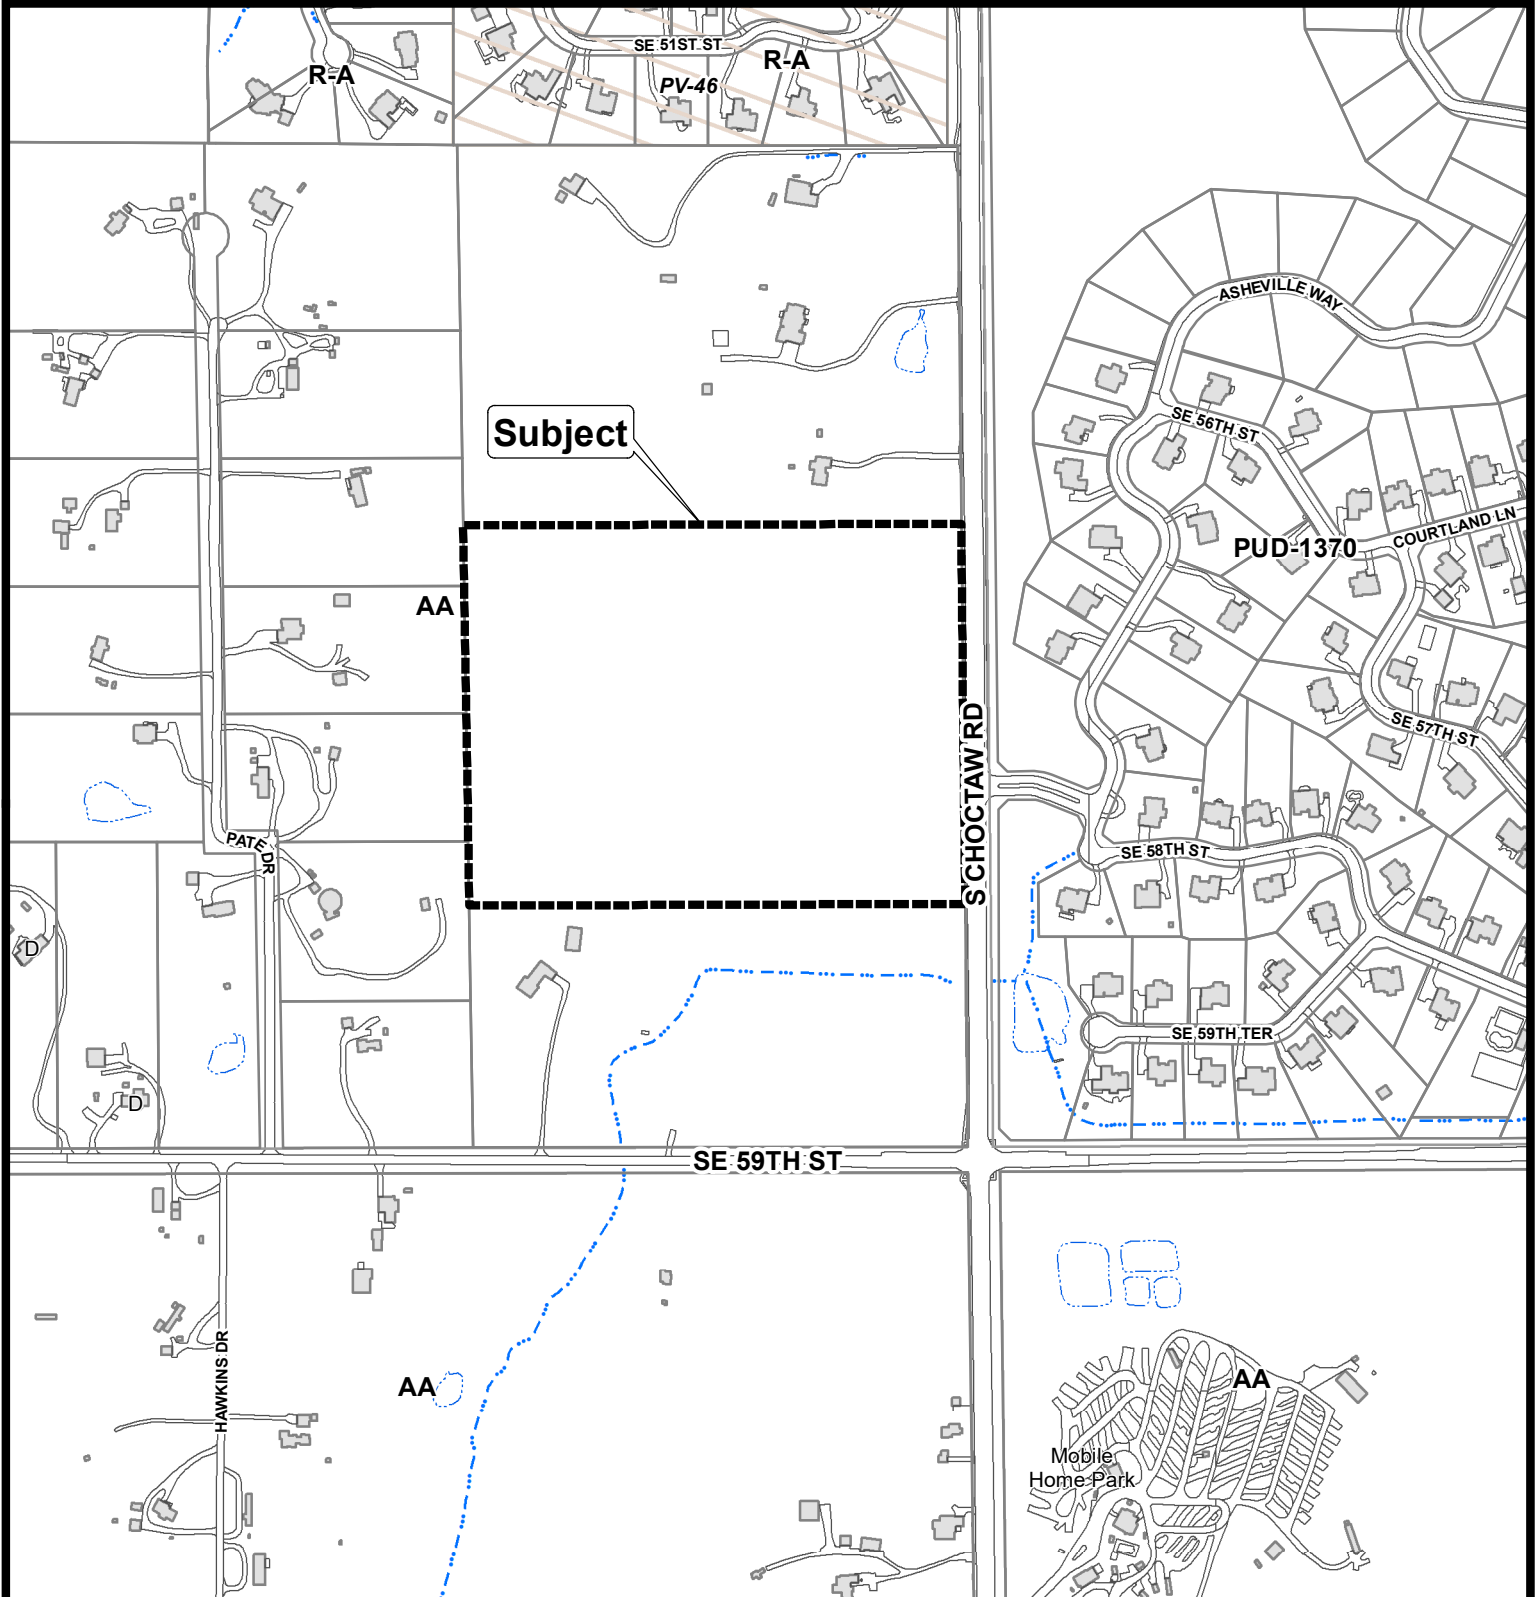 SE 51ST ST
R-A
R-A
PV-46
ASHEVILLE WAY
SE 56TH ST
Subject
COURTLAND LN
PUD-1370
AA
SE 57TH ST
S CHOCTAW RD
PATE DR
SE 58TH ST
D
SE 59TH TER
D
SE 59TH ST
HAWKINS DR
AA
AA
Mobile
Home Park